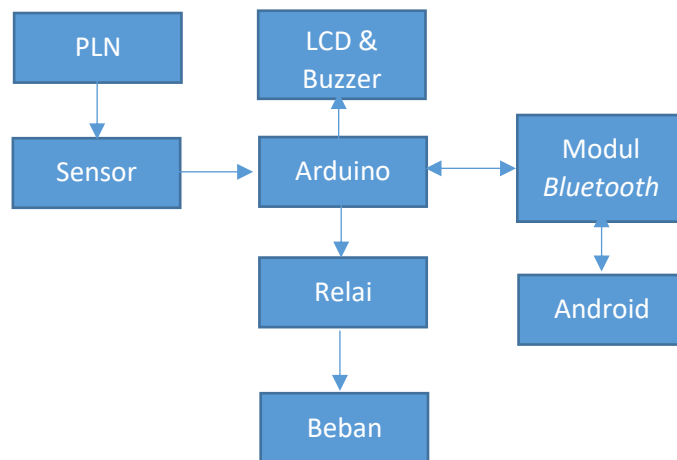 PLN
LCD &
Buzzer
Sensor
Arduino
Modul
Bluetooth
Relai
Android
Beban